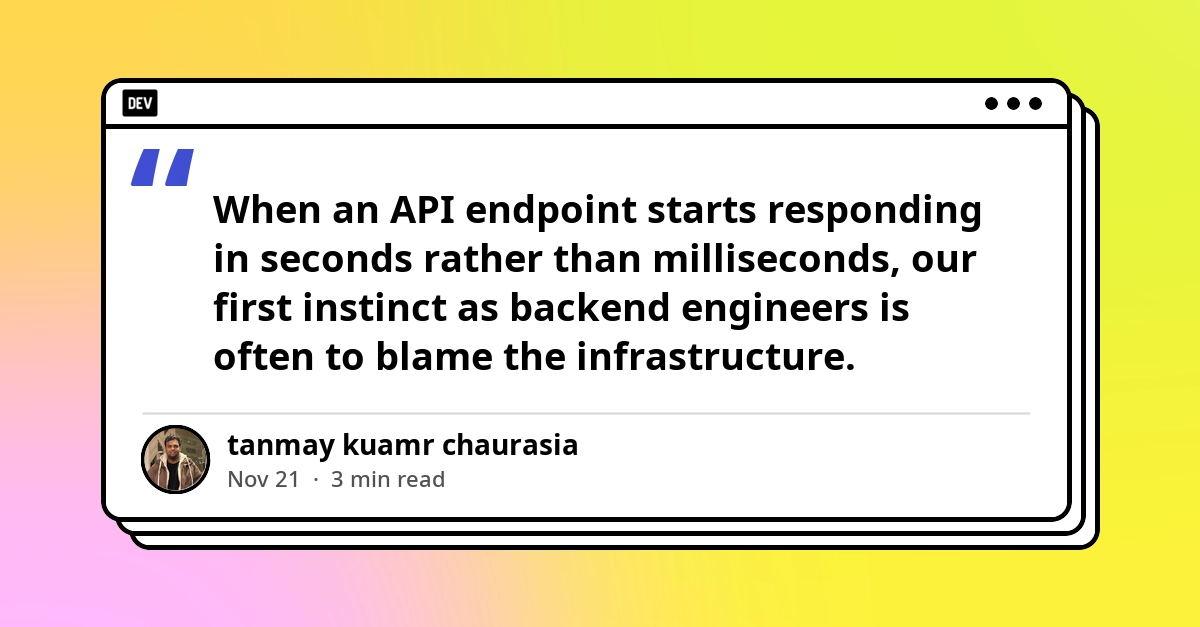 DEV
When an API endpoint starts responding
in seconds rather than milliseconds, our
first instinct as backend engineers is
often to blame the infrastructure.
tanmay kuamr chaurasia
Nov 21 · 3 min read